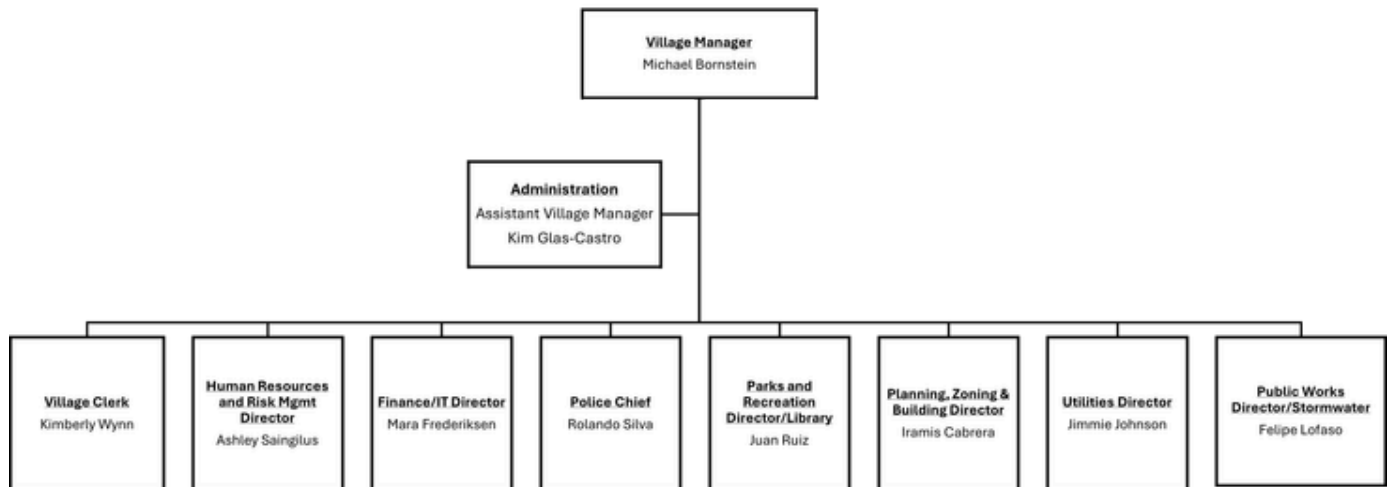 Village Manager
Michael Bornstein
Administration
Assistant Village Manager
Kim Glas-Castro
Village Clerk
Kimberly Wynn
Human Resources
and Risk Mgmt
Director
Ashley Saingilus
Finance/IT Director
Mara Frederiksen
Police Chief
Rolando Silva
Parks and
Recreation
Director/Library
Juan Ruiz
Planning, Zoning &
Building Director
Iramis Cabrera
Utilities Director
Jimmie Johnson
Public Works
Director/Stormwater
Felipe Lofaso